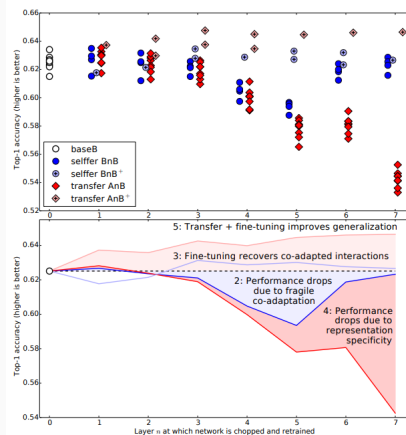 0.66
0.64
0.62
0.60
0.58
0.56
0.54
0.52
Top-1 accuracy (higher is better)
baseB
selffer BnB
selffer BnB⁺
transfer AnB
transfer AnB⁺
0 1 2 3 4 5 6 7
5: Transfer + fine-tuning improves generalization
3: Fine-tuning recovers co-adapted interactions
2: Performance drops
due to fragile
co-adaptation
4: Performance
drops due to
representation
specificity
0.64
0.62
0.60
0.58
0.56
0.54
Top-1 accuracy (higher is better)
0 1 2 3 4 5 6 7
Layer n at which network is chopped and retrained